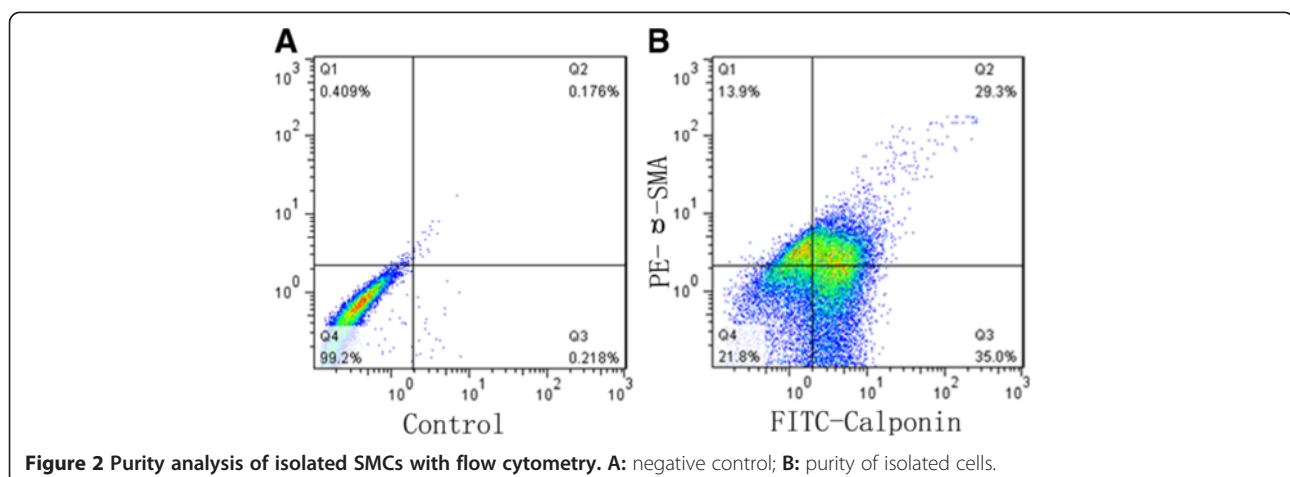 A
B
10³
Q1
0.409%
Q2
0.176%
10²
10¹
10⁰
Q4
99.2%
Q3
0.218%
10⁰ 10¹ 10² 10³
Control
PE-α-SMA
10³
Q1
13.9%
Q2
29.3%
10²
10¹
10⁰
Q4
21.8%
Q3
35.0%
10⁰ 10¹ 10² 10³
FITC-Calponin
Figure 2 Purity analysis of isolated SMCs with flow cytometry. A: negative control; B: purity of isolated cells.